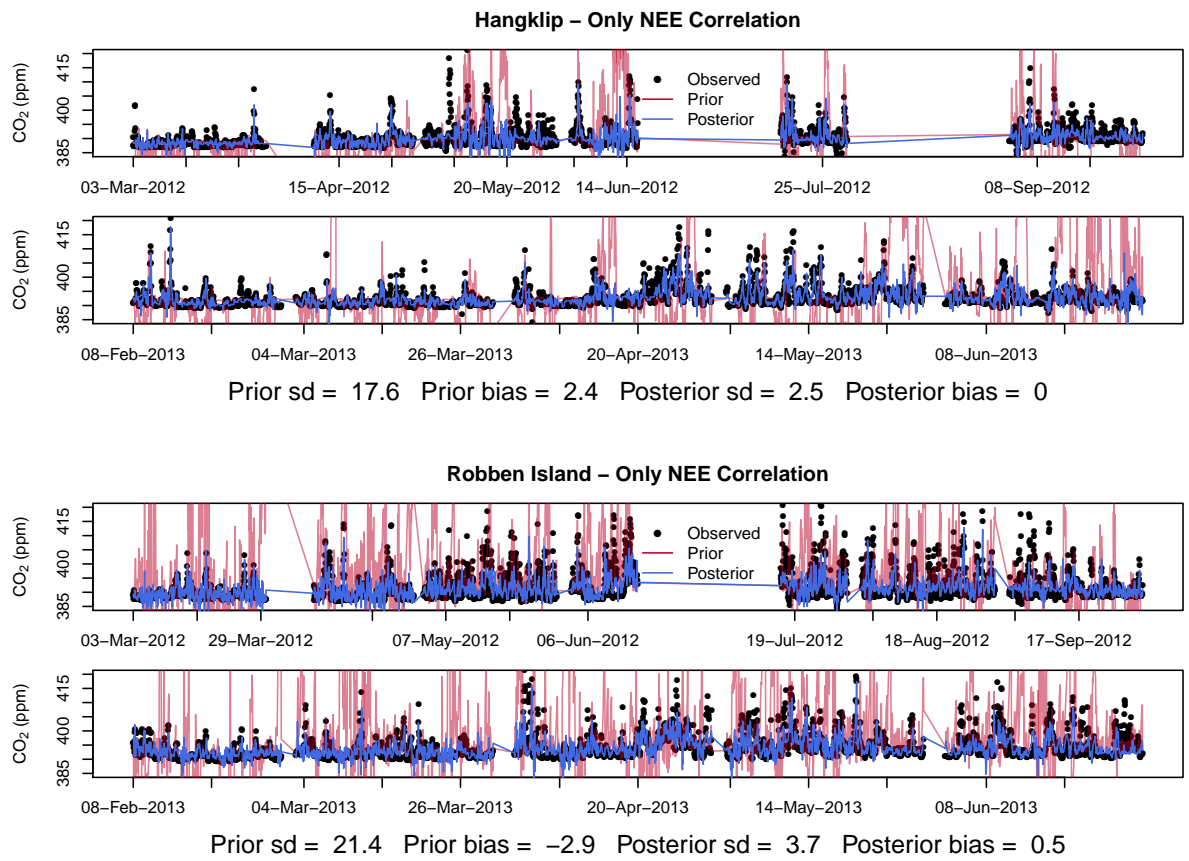 Hangklip − Only NEE Correlation
CO2 (ppm)
385 400 415
Observed
Prior
Posterior
03−Mar−2012 15−Apr−2012 20−May−2012 14−Jun−2012 25−Jul−2012 08−Sep−2012
CO2 (ppm)
385 400 415
08−Feb−2013 04−Mar−2013 26−Mar−2013 20−Apr−2013 14−May−2013 08−Jun−2013
Prior sd = 17.6 Prior bias = 2.4 Posterior sd = 2.5 Posterior bias = 0
Robben Island − Only NEE Correlation
CO2 (ppm)
385 400 415
Observed
Prior
Posterior
03−Mar−2012 29−Mar−2012 07−May−2012 06−Jun−2012 19−Jul−2012 18−Aug−2012 17−Sep−2012
CO2 (ppm)
385 400 415
08−Feb−2013 04−Mar−2013 26−Mar−2013 20−Apr−2013 14−May−2013 08−Jun−2013
Prior sd = 21.4 Prior bias = −2.9 Posterior sd = 3.7 Posterior bias = 0.5